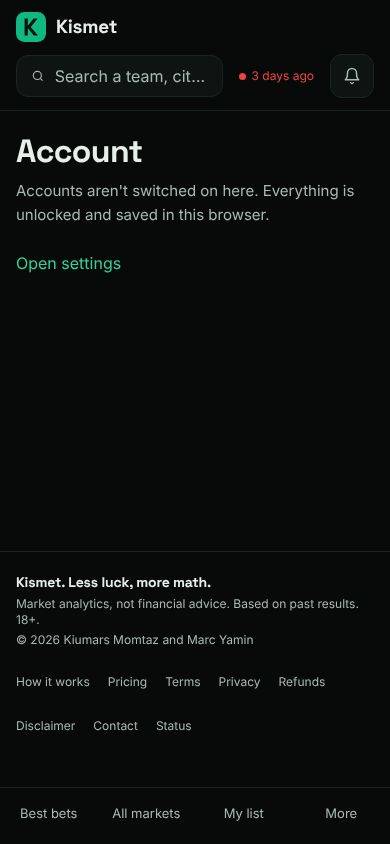 K Kismet
Search a team, cit...
3 days ago
Account
Accounts aren't switched on here. Everything is
unlocked and saved in this browser.
Open settings
Kismet. Less luck, more math.
Market analytics, not financial advice. Based on past results.
18+.
© 2026 Kiumars Momtaz and Marc Yamin
How it works Pricing Terms Privacy Refunds
Disclaimer Contact Status
Best bets All markets My list More